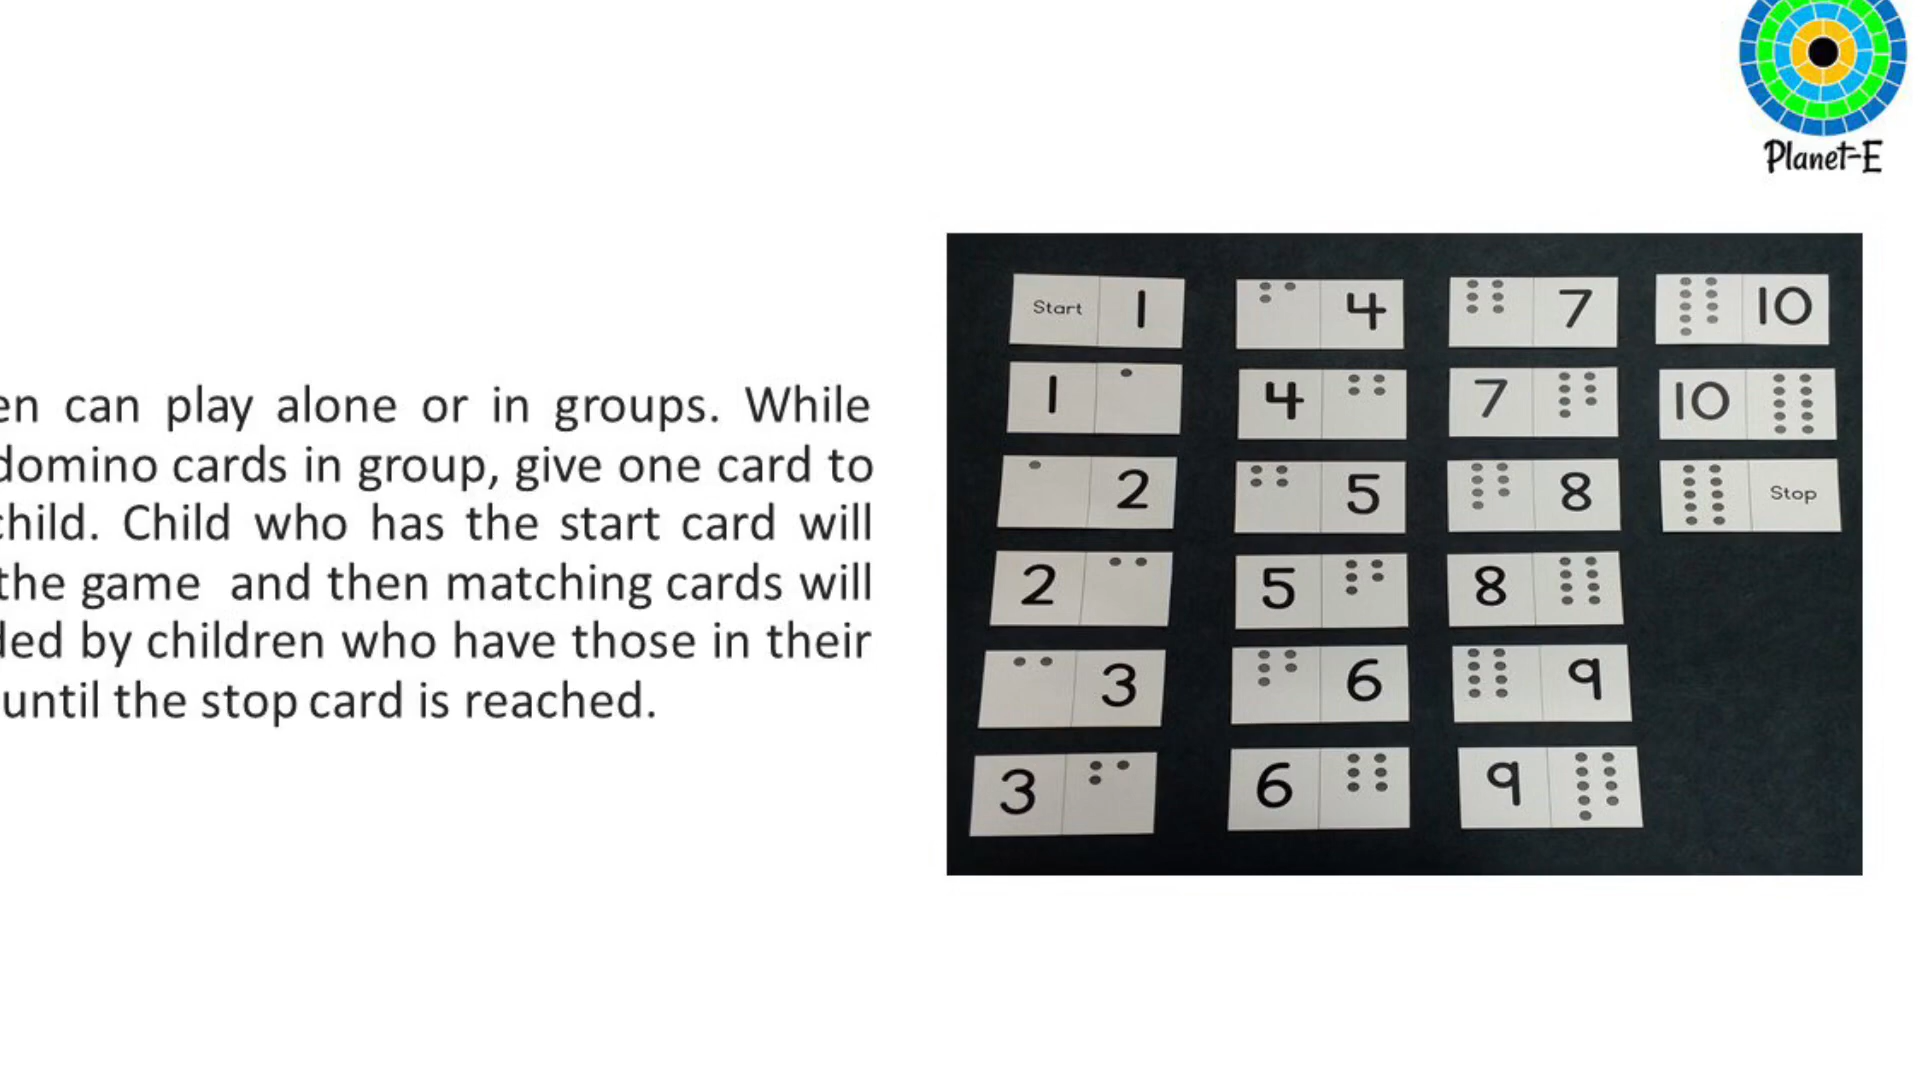 Planet-E
en can play alone or in groups. While
domino cards in group, give one card to
child. Child who has the start card will
the game and then matching cards will
ded by children who have those in their
until the stop card is reached.
Start 1
1
2
2
3
3
4
4
5
5
6
6
7
7
8
8
9
9
10
10
Stop